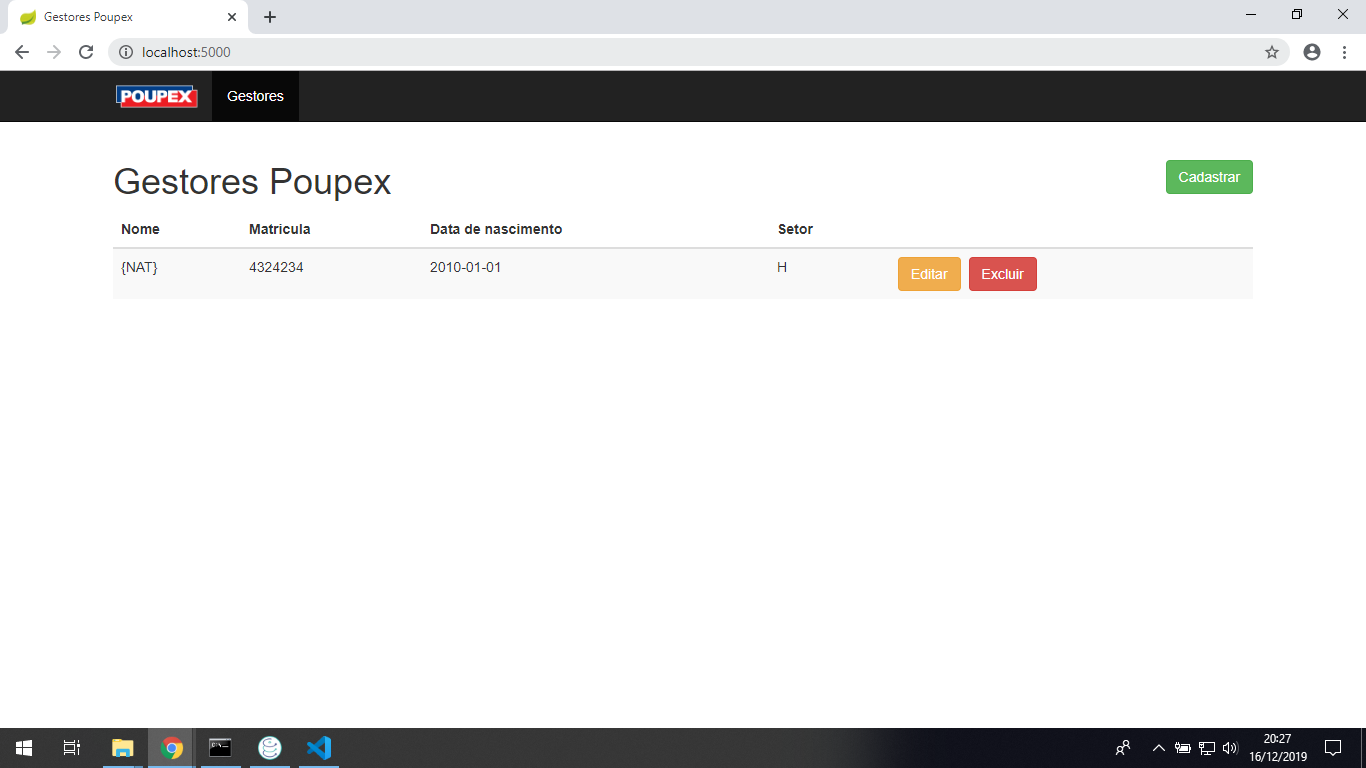 Gestores Poupex
localhost:5000
POUPEX Gestores
Gestores Poupex
Cadastrar
Nome Matricula Data de nascimento Setor
{NAT} 4324234 2010-01-01 H Editar Excluir
20:27
16/12/2019